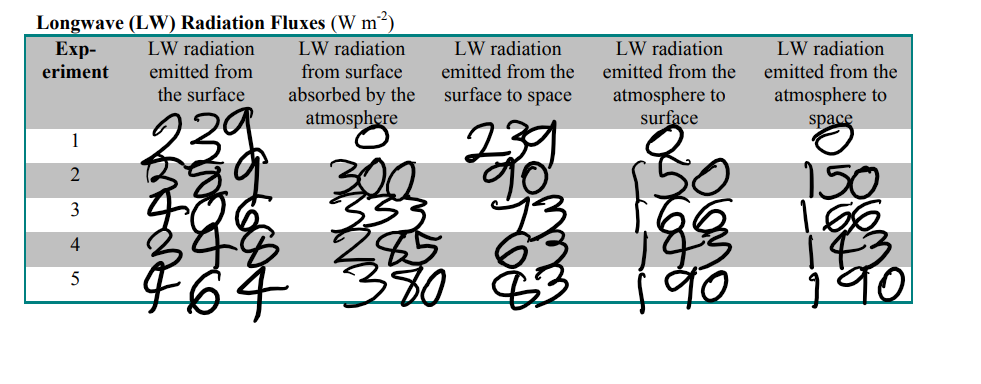 Longwave (LW) Radiation Fluxes (W m⁻²)
Exp- LW radiation LW radiation LW radiation LW radiation LW radiation
eriment emitted from from surface emitted from the emitted from the emitted from the
the surface absorbed by the surface to space atmosphere to atmosphere to
atmosphere surface space
1 239 0 239 0 0
2 389 300 90 150 150
3 406 333 73 166 166
4 348 285 63 143 143
5 464 380 83 190 190